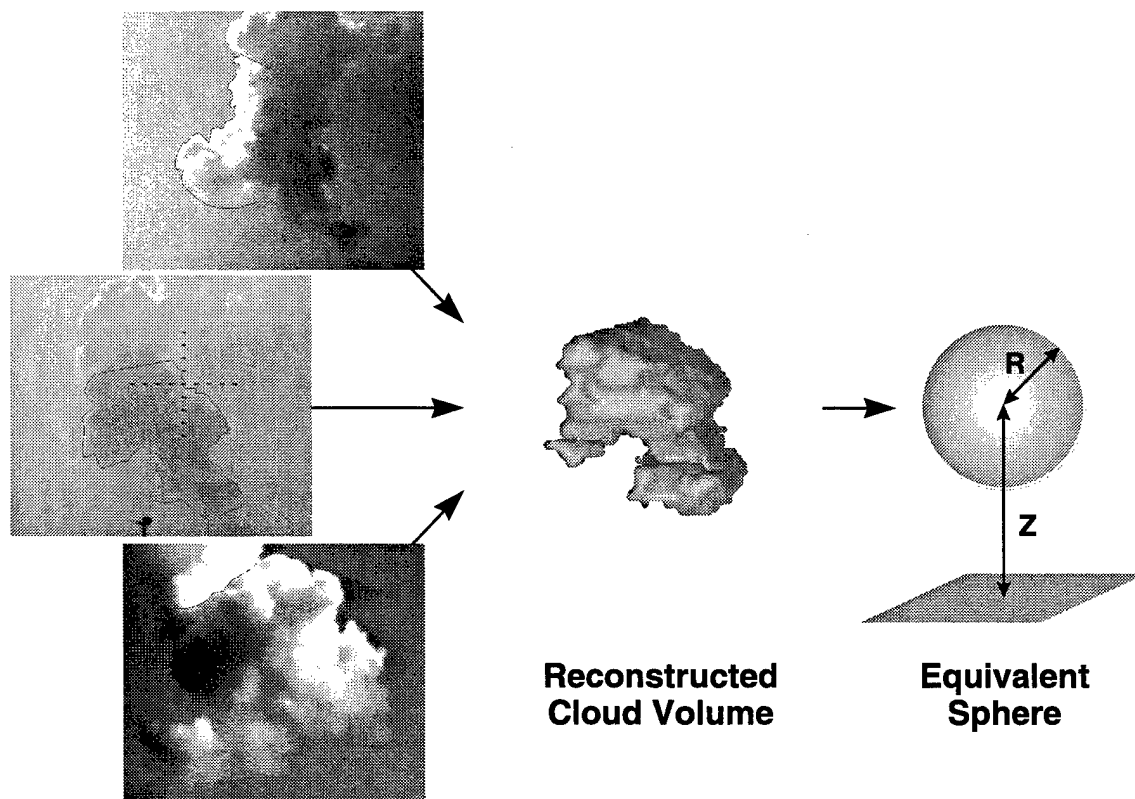 R
Z
Reconstructed
Cloud Volume
Equivalent
Sphere